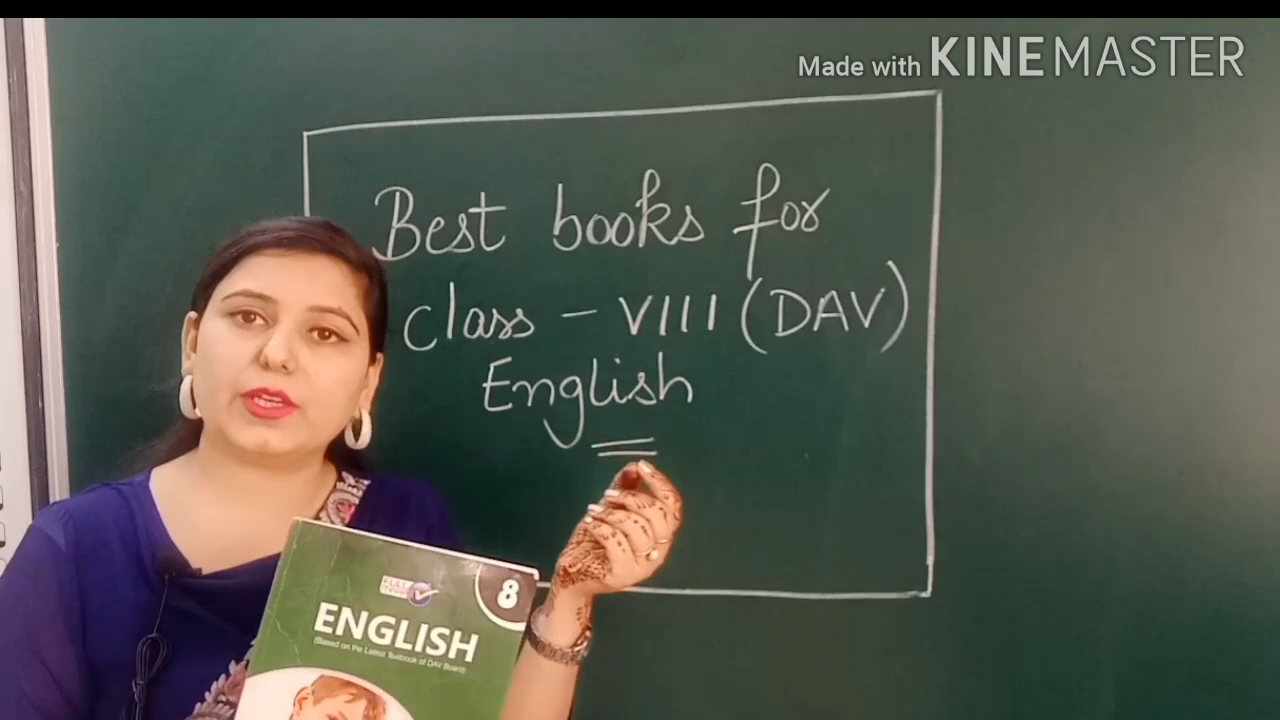 Made with KINEMASTER
Best books for
class - VIII (DAV)
English
FULL
8
ENGLISH
(Based on the Latest Textbook of DAV Board)